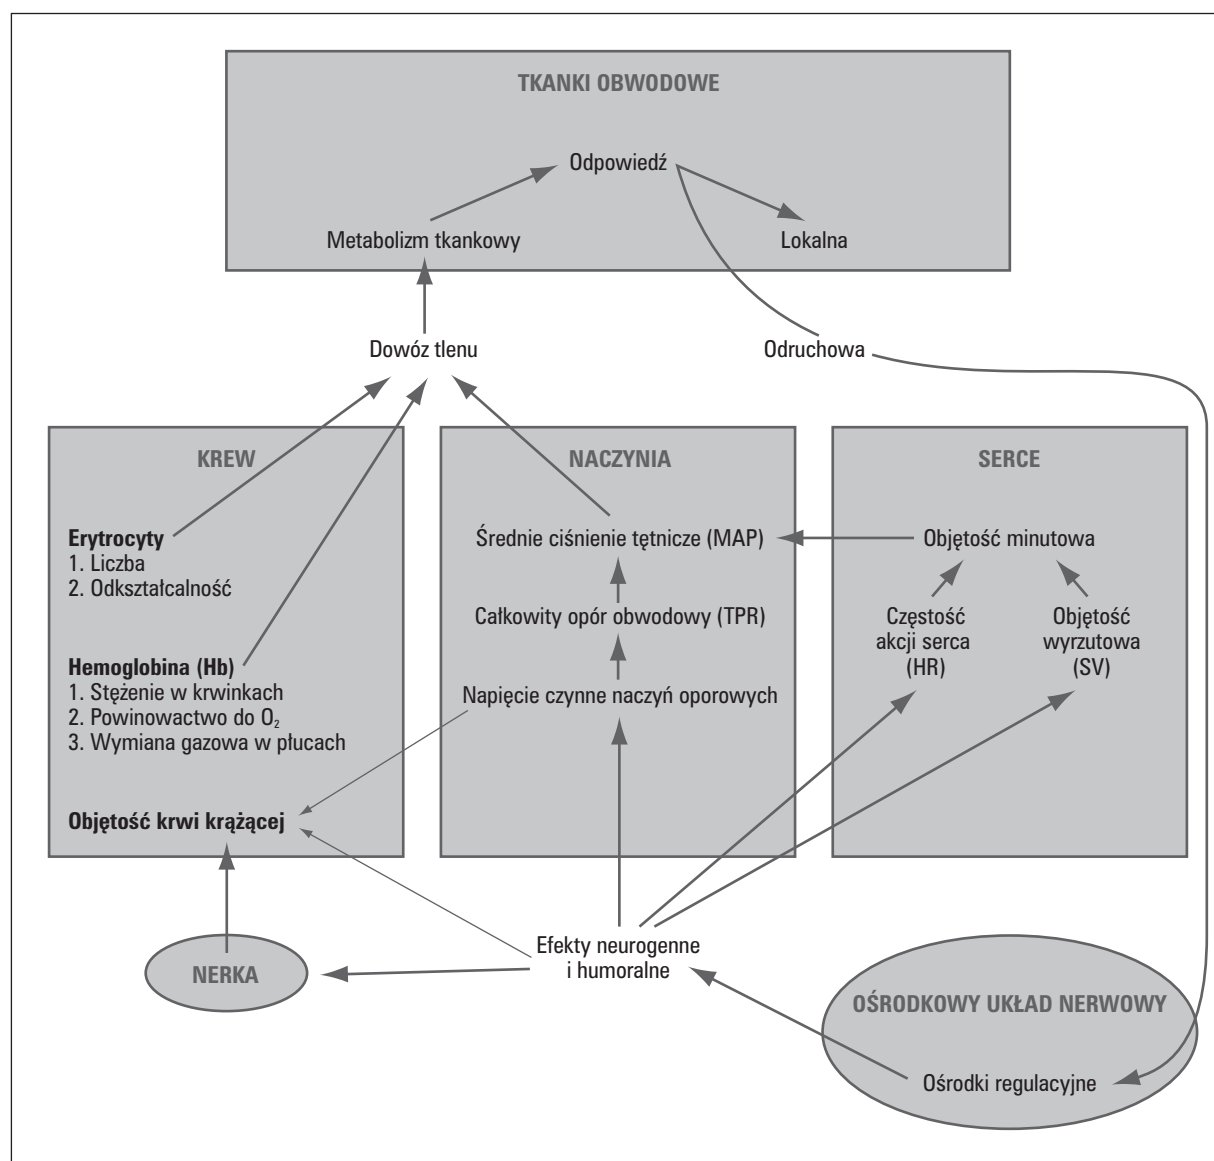 TKANKI OBWODOWE
Odpowiedź
Metabolizm tkankowy
Lokalna
Dowóz tlenu
Odruchowa
KREW
Erytrocyty
1. Liczba
2. Odkształcalność
Hemoglobina (Hb)
1. Stężenie w krwinkach
2. Powinowactwo do O₂
3. Wymiana gazowa w płucach
Objętość krwi krążącej
NACZYNIA
Średnie ciśnienie tętnicze (MAP)
Całkowity opór obwodowy (TPR)
Napięcie czynne naczyń oporowych
SERCE
Objętość minutowa
Częstość
akcji serca
(HR)
Objętość
wyrzutowa
(SV)
NERKA
Efekty neurogenne
i humoralne
OŚRODKOWY UKŁAD NERWOWY
Ośrodki regulacyjne